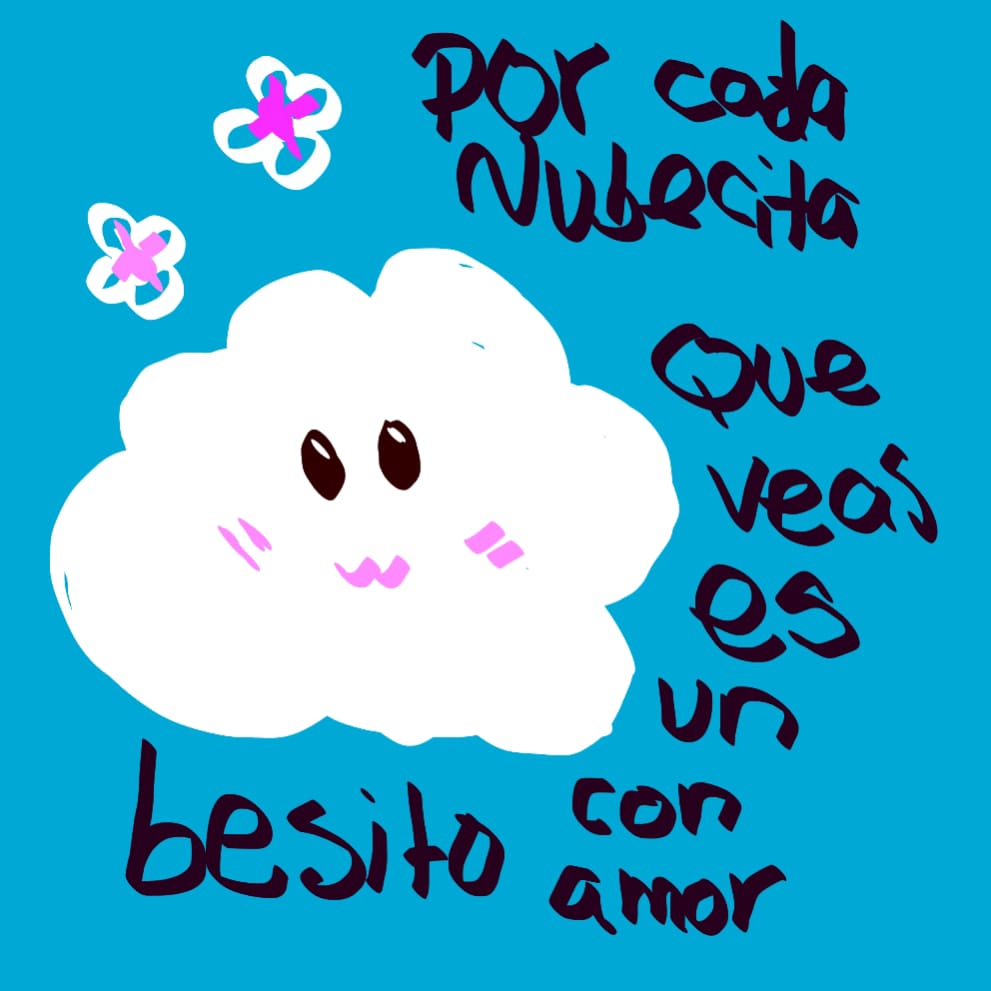 Por cada
Nubecita
Que
veas
es
un
besito
con
amor